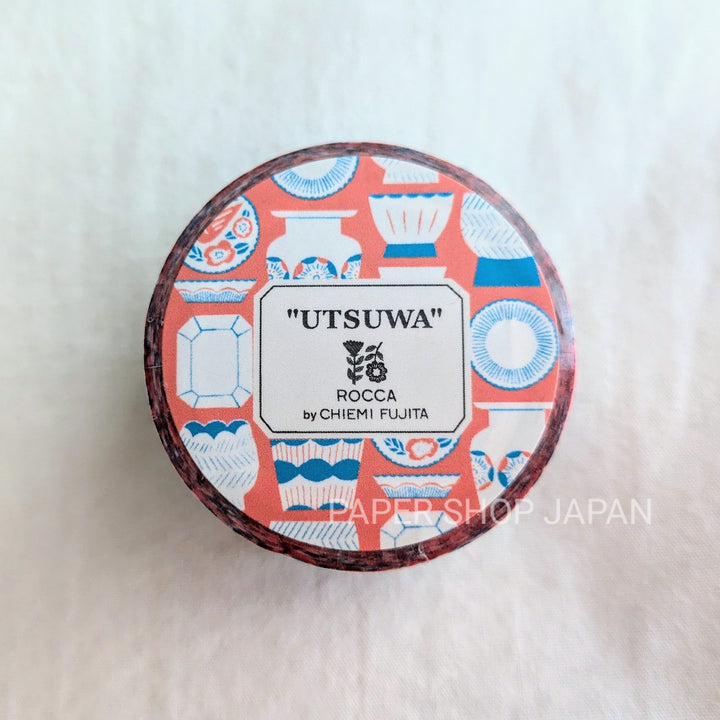 "UTSUWA"
ROCCA
by CHIEMI FUJITA
PAPER SHOP JAPAN